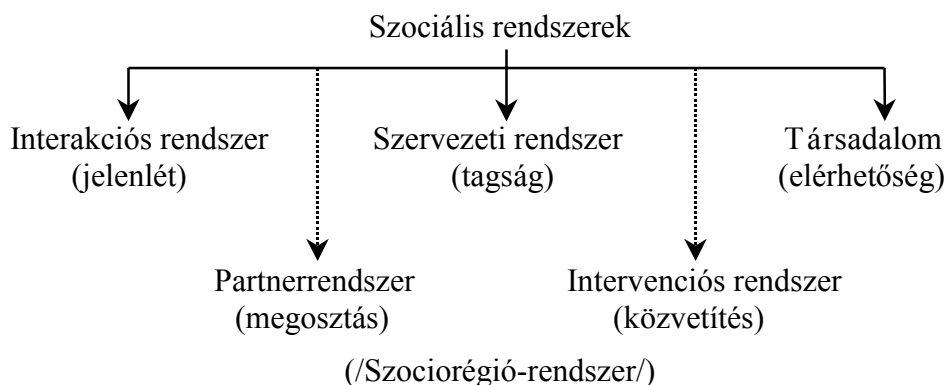 Szociális rendszerek
Interakciós rendszer
(jelenlét)
Szervezeti rendszer
(tagság)
Társadalom
(elérhetőség)
Partnerrendszer
(megosztás)
Intervenciós rendszer
(közvetítés)
(/Szociorégió-rendszer/)